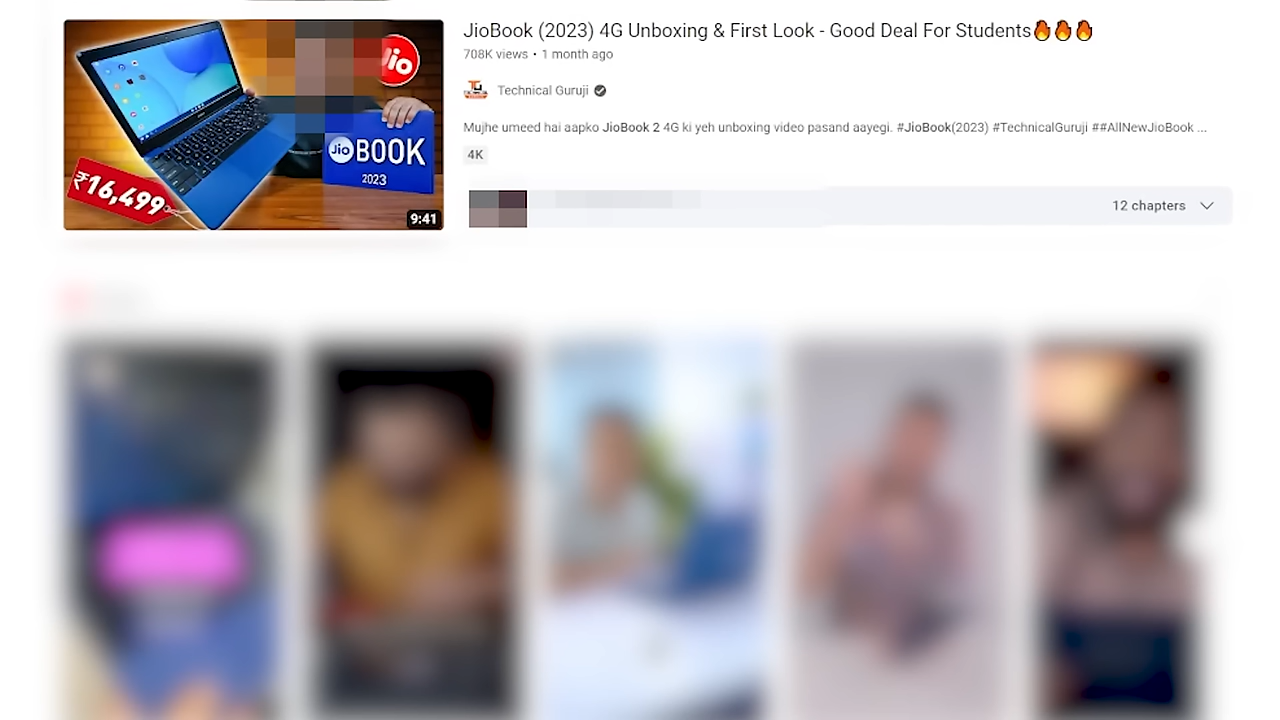 JioBook (2023) 4G Unboxing & First Look - Good Deal For Students🔥🔥🔥
708K views • 1 month ago
Technical Guruji
Mujhe umeed hai aapko JioBook 2 4G ki yeh unboxing video pasand aayegi. #JioBook(2023) #TechnicalGuruji ##AllNewJioBook ...
4K
12 chapters
Jio
Jio BOOK
2023
₹16,499
9:41